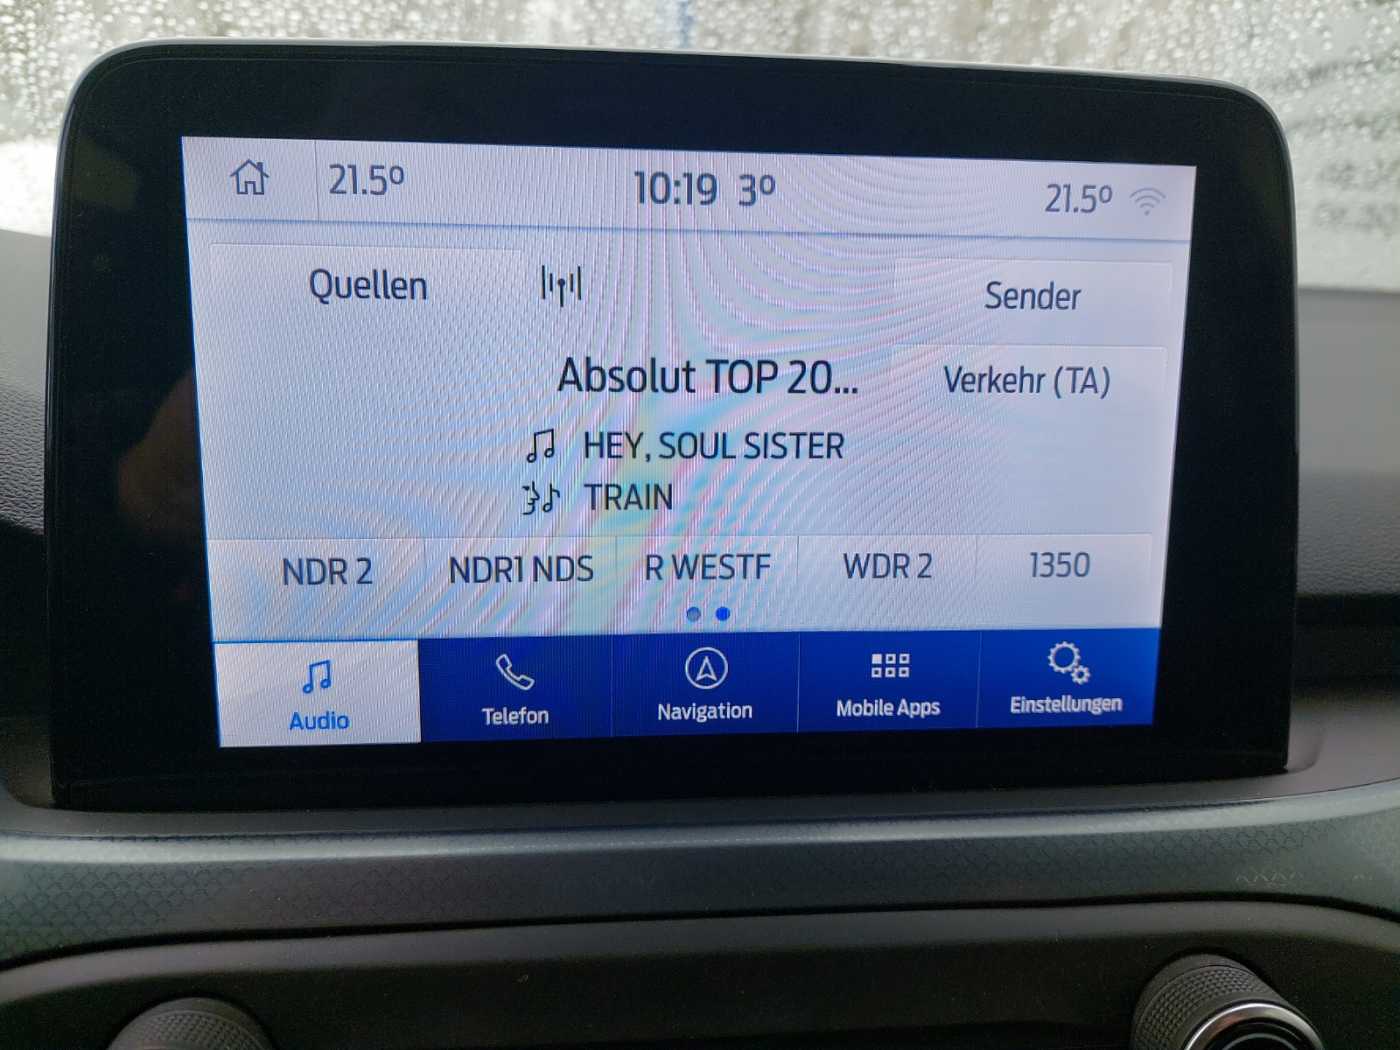 21.5° 10:19 3° 21.5°
Quellen
Sender
Absolut TOP 20...
Verkehr (TA)
HEY, SOUL SISTER
TRAIN
NDR 2 NDR1 NDS R WESTF WDR 2 1350
Audio Telefon Navigation Mobile Apps Einstellungen